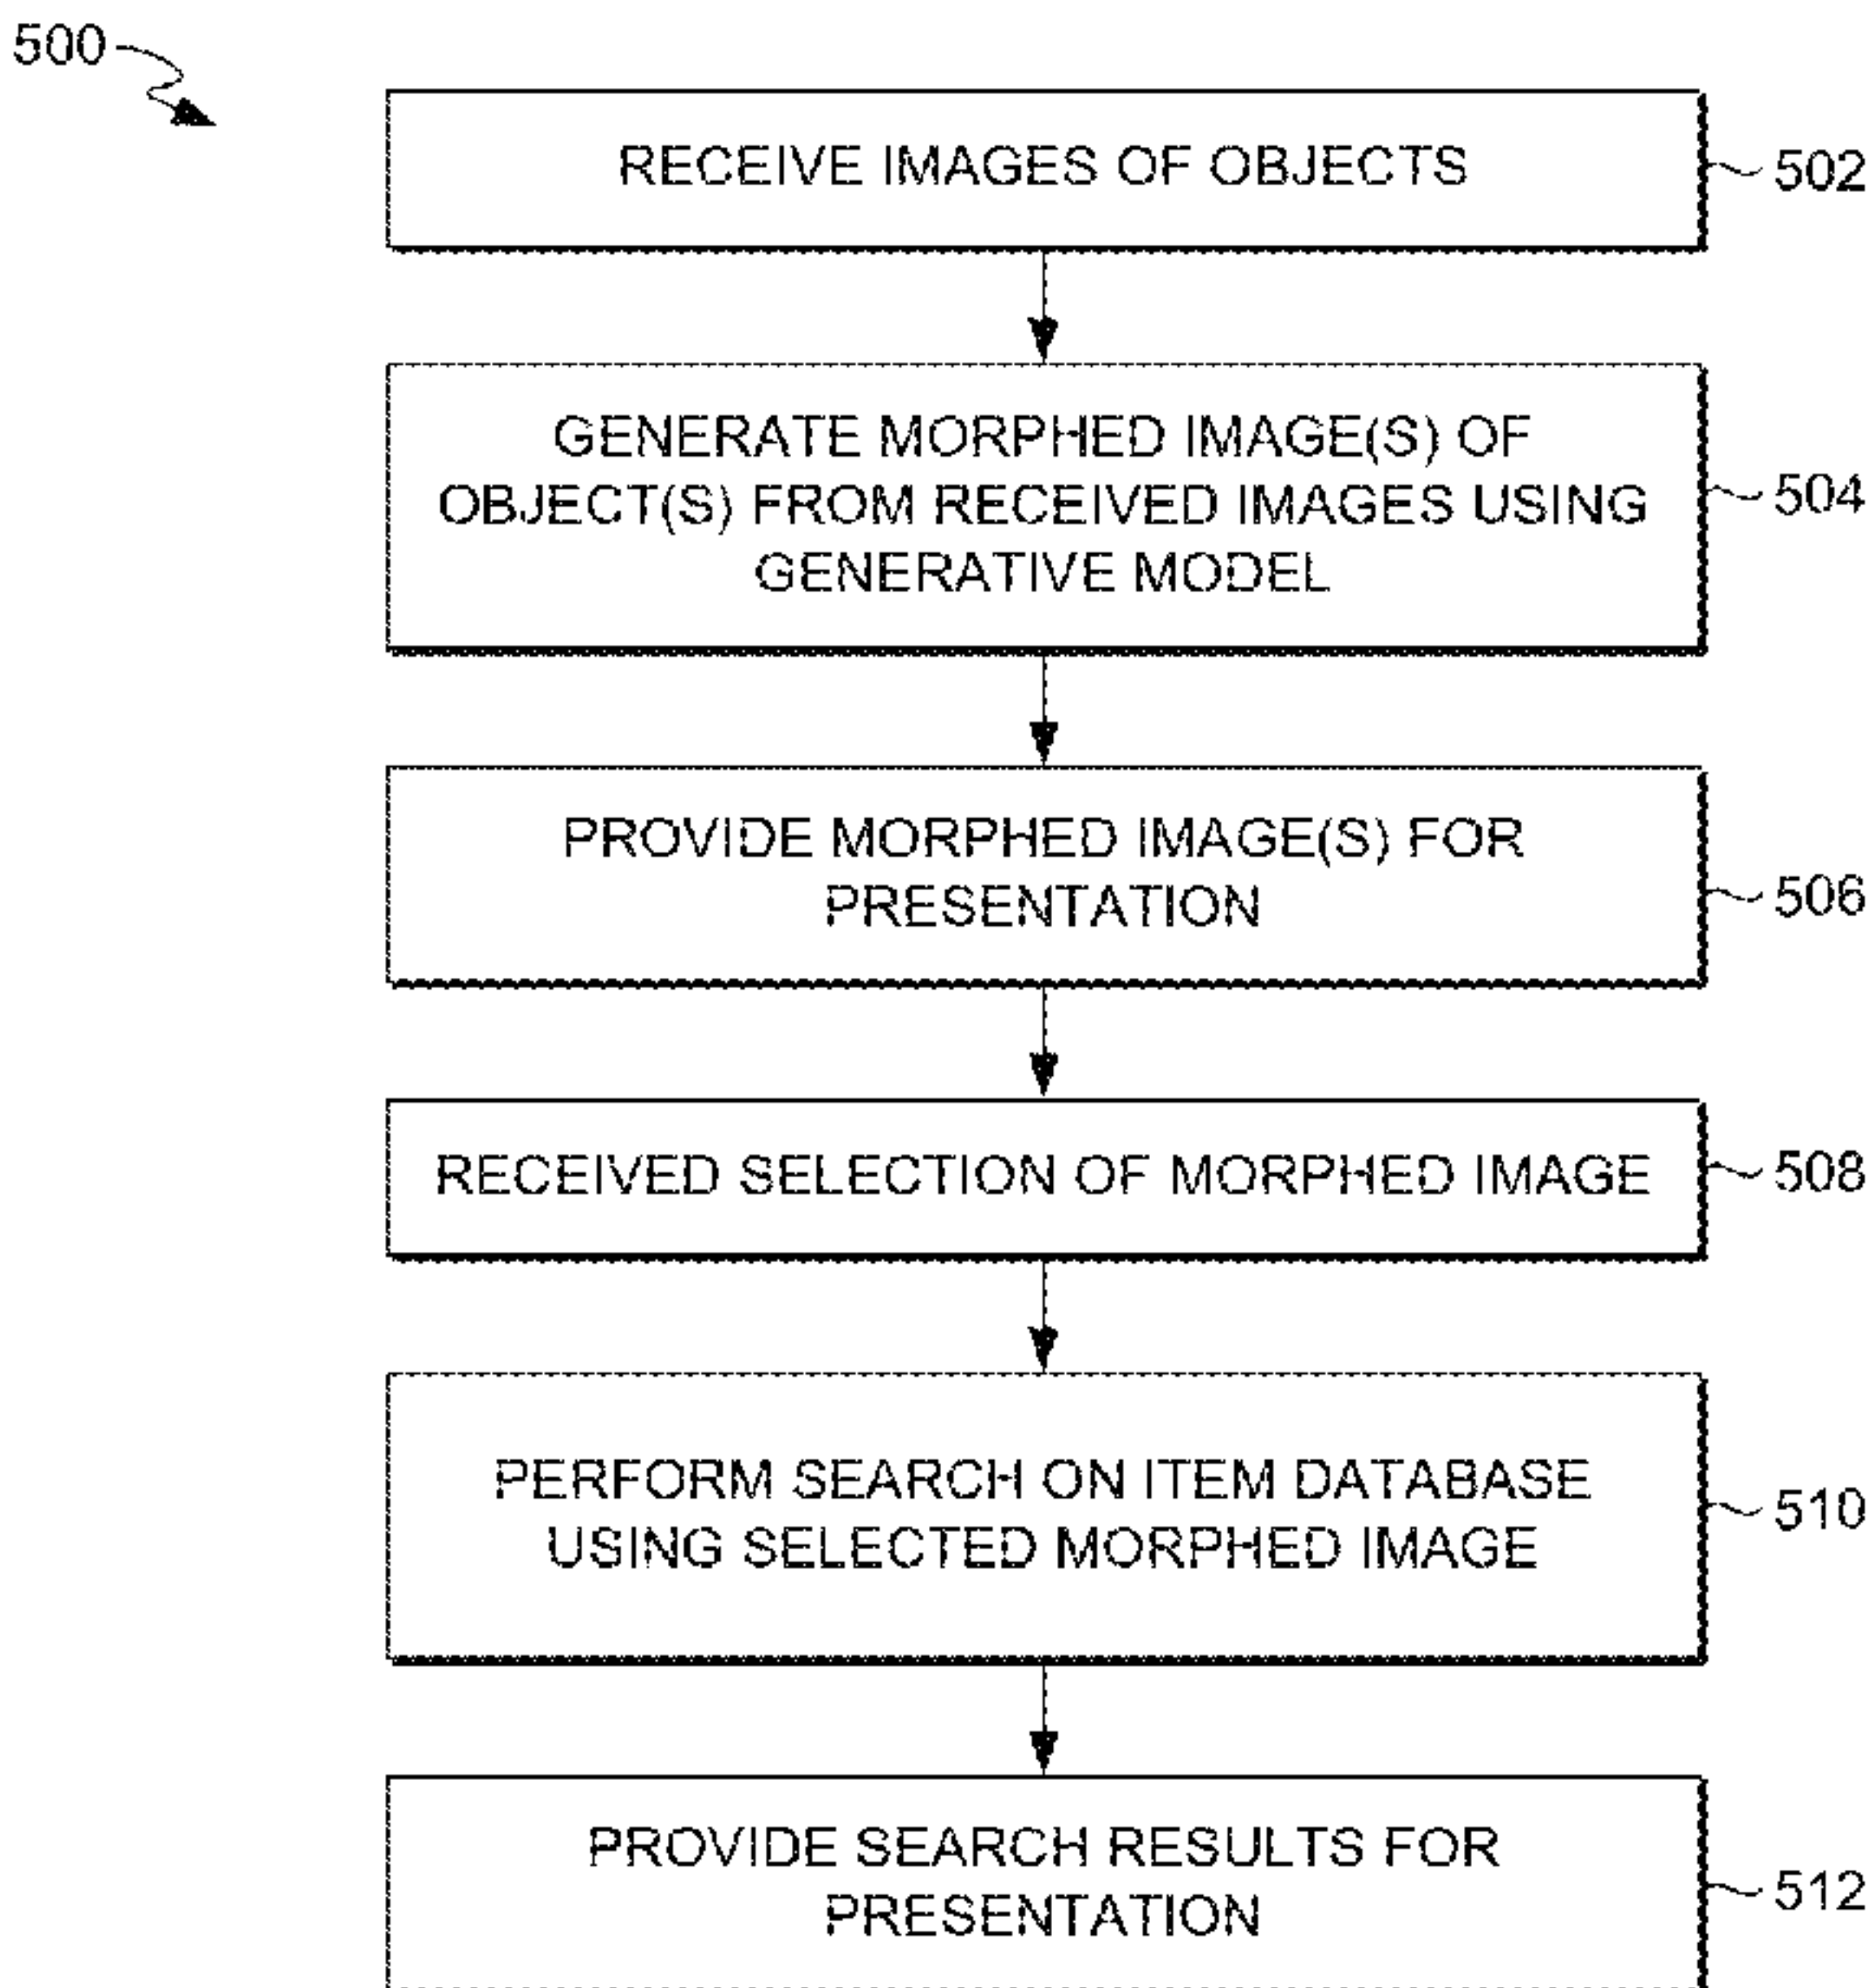 500
RECEIVE IMAGES OF OBJECTS
502
GENERATE MORPHED IMAGE(S) OF
OBJECT(S) FROM RECEIVED IMAGES USING
GENERATIVE MODEL
504
PROVIDE MORPHED IMAGE(S) FOR
PRESENTATION
506
RECEIVED SELECTION OF MORPHED IMAGE
508
PERFORM SEARCH ON ITEM DATABASE
USING SELECTED MORPHED IMAGE
510
PROVIDE SEARCH RESULTS FOR
PRESENTATION
512